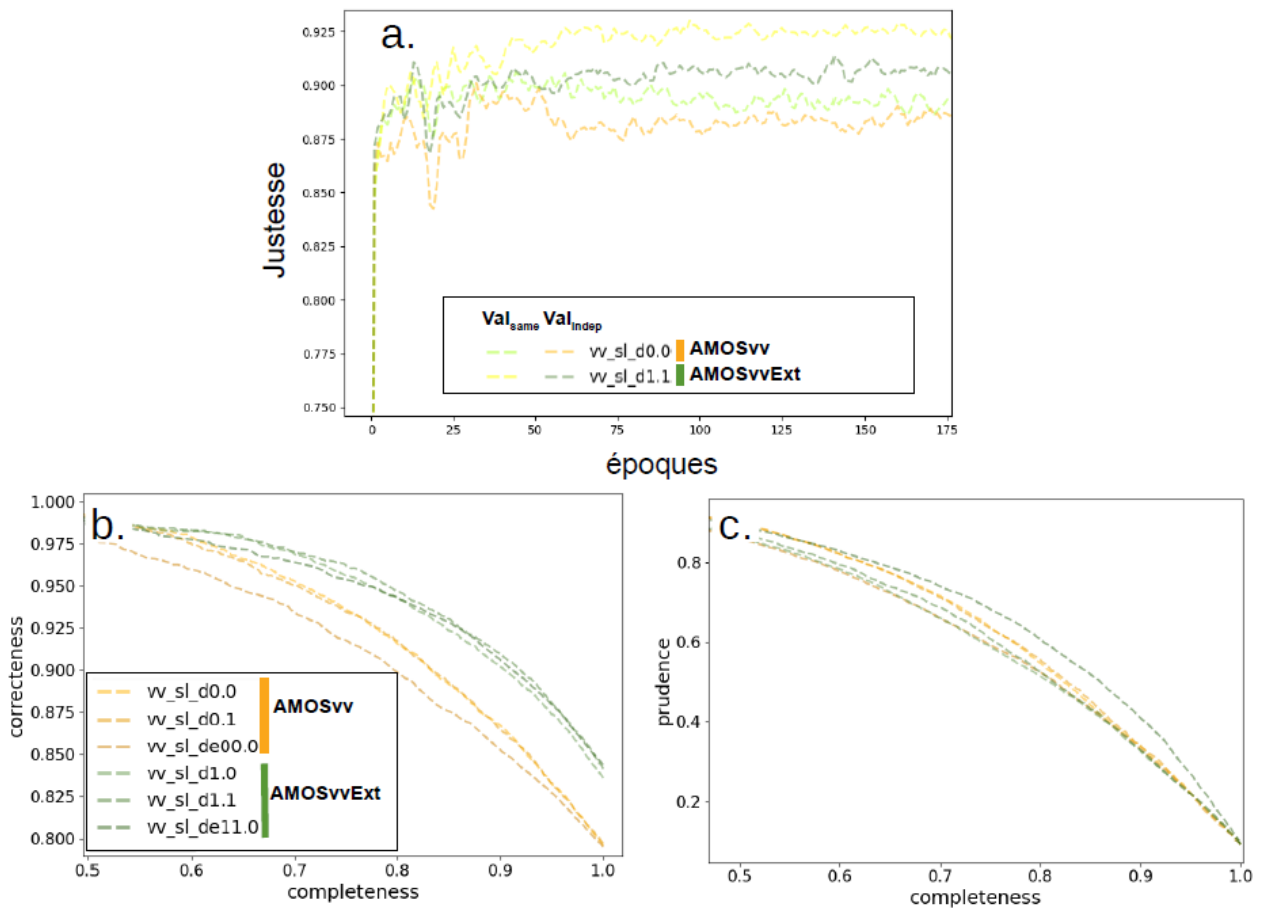 a.
Justesse
0.925
0.900
0.875
0.850
0.825
0.800
0.775
0.750
Val same Val Indep
vv_sl_d0.0 AMOSvv
vv_sl_d1.1 AMOSvvExt
0 25 50 75 100 125 150 175
époques
b.
correcteness
1.000
0.975
0.950
0.925
0.900
0.875
0.850
0.825
0.800
vv_sl_d0.0
vv_sl_d0.1
vv_sl_de00.0
AMOSvv
vv_sl_d1.0
vv_sl_d1.1
vv_sl_de11.0
AMOSvvExt
0.5 0.6 0.7 0.8 0.9 1.0
completeness
c.
prudence
0.8
0.6
0.4
0.2
0.5 0.6 0.7 0.8 0.9 1.0
completeness